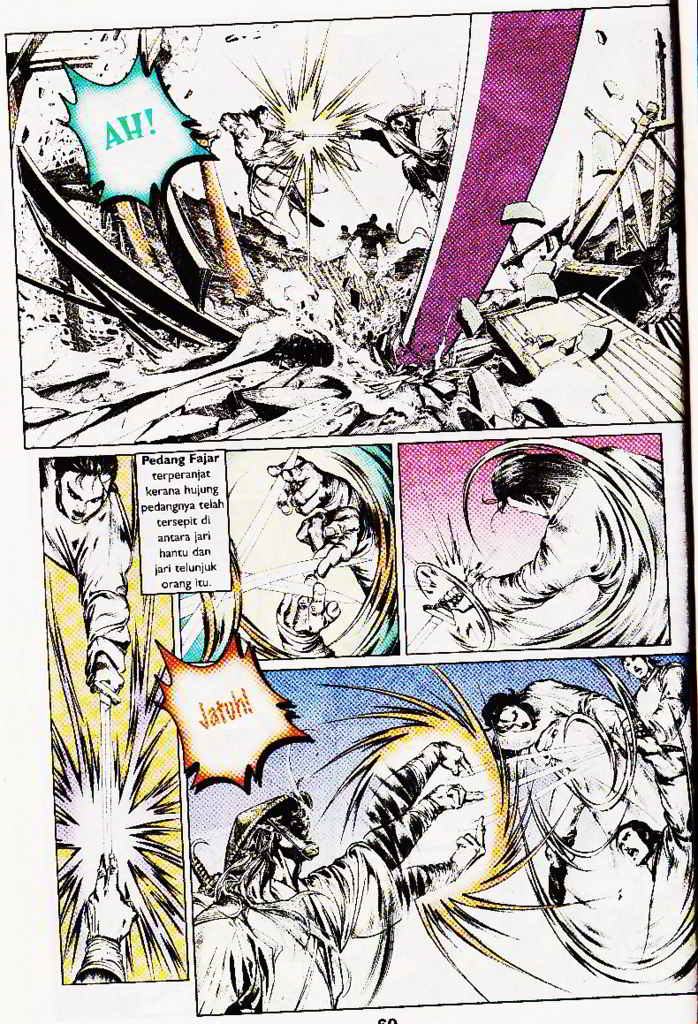 AH!
Pedang Fajar
terperanjat
kerana hujung
pedangnya telah
tersepit di
antara jari
hantu dan
jari telunjuk
orang itu.
Jatuh!
60